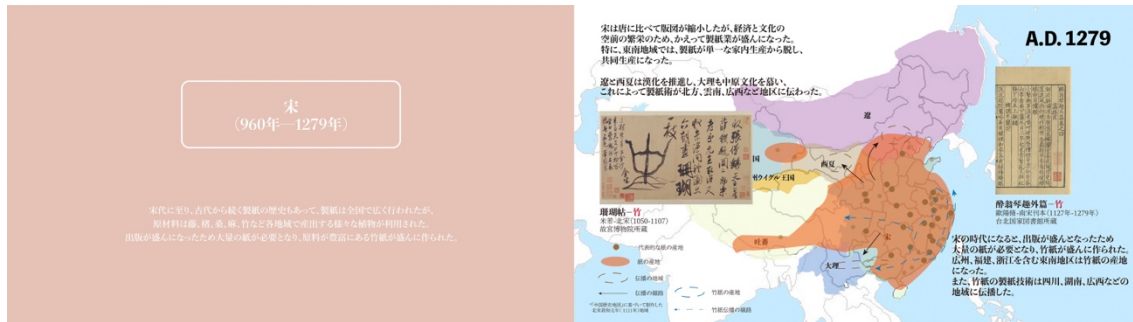 宋
(960年—1279年)
宋代に至り、古代から続く製紙の歴史もあって、製紙は全国で広く行われたが、
原材料は藤、楮、桑、麻、竹など各地域で産出する様々な植物が利用された。
出版が盛んになったため大量の紙が必要となり、原料が豊富にある竹紙が盛んに作られた。
宋は唐に比べて版図が縮小したが、経済と文化の
空前の繁栄のため、かえって製紙業が盛んになった。
特に、東南地域では、製紙が単一な家内生産から脱し、
共同生産になった。
遼と西夏は漢化を推進し、大理も中原文化を慕い、
これによって製紙術が北方、雲南、広西など地区に伝わった。
A.D. 1279
遼
国
西夏
州ウイグル王国
吐蕃
宋
大理
珊瑚帖—竹
米芾-北宋(1050-1107)
故宮博物院所蔵
代表的な紙の産地
紙の産地
伝播の地域
伝播の経路
竹紙の産地
竹紙伝播の経路
酔翁琴趣外篇—竹
歐陽脩-南宋刊本(1127年-1279年)
台北国家図書館所蔵
宋の時代になると、出版が盛んとなったため
大量の紙が必要となり、竹紙が盛んに作られた。
広州、福建、浙江を含む東南地区は竹紙の産地
になった。
また、竹紙の製紙技術は四川、湖南、広西などの
地域に伝播した。